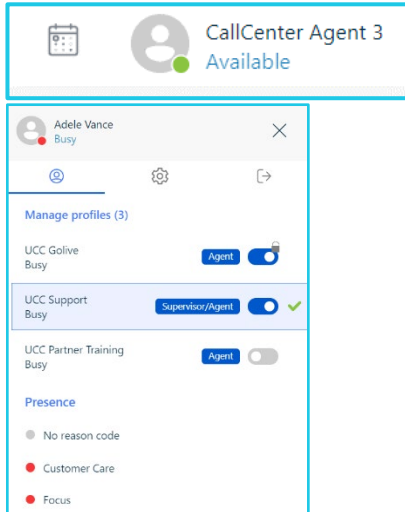 CallCenter Agent 3
Available
Adele Vance
Busy
Manage profiles (3)
UCC Golive
Busy
Agent
UCC Support
Busy
Supervisor/Agent
UCC Partner Training
Busy
Agent
Presence
No reason code
Customer Care
Focus